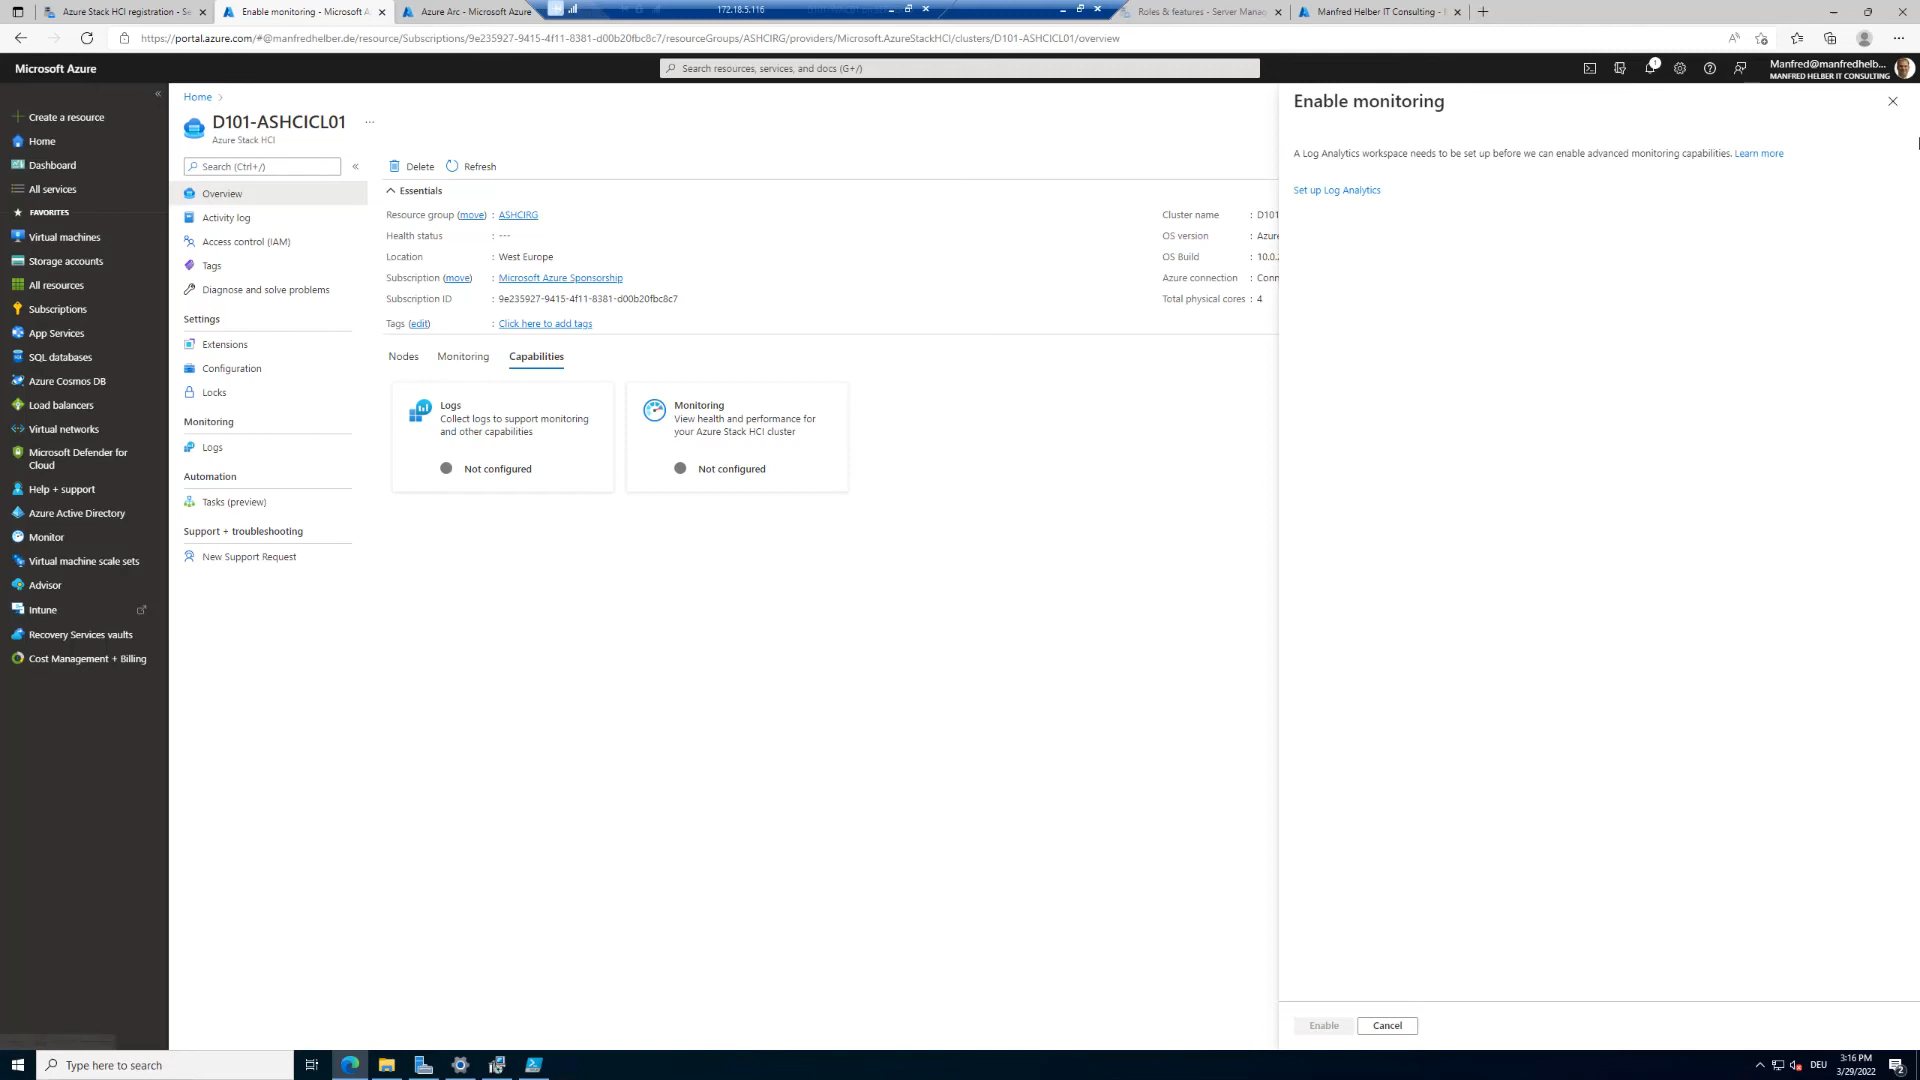 Azure Stack HCI registration - Se
Enable monitoring - Microsoft A
Azure Arc - Microsoft Azure
172.18.5.116
Roles & features - Server Manag
Manfred Helber IT Consulting -
https://portal.azure.com/#@manfredhelber.de/resource/Subscriptions/9e235927-9415-4f11-8381-d00b20fbc8c7/resourceGroups/ASHCIRG/providers/Microsoft.AzureStackHCI/clusters/D101-ASHCICL01/overview
Microsoft Azure
Search resources, services, and docs (G+/)
1
Manfred@manfredhelb...
MANFRED HELBER IT CONSULTING
Create a resource
Home
Dashboard
All services
FAVORITES
Virtual machines
Storage accounts
All resources
Subscriptions
App Services
SQL databases
Azure Cosmos DB
Load balancers
Virtual networks
Microsoft Defender for
Cloud
Help + support
Azure Active Directory
Monitor
Virtual machine scale sets
Advisor
Intune
Recovery Services vaults
Cost Management + Billing
Home
D101-ASHCICL01 ...
Azure Stack HCI
Search (Ctrl+/)
Overview
Activity log
Access control (IAM)
Tags
Diagnose and solve problems
Settings
Extensions
Configuration
Locks
Monitoring
Logs
Automation
Tasks (preview)
Support + troubleshooting
New Support Request
Delete
Refresh
Essentials
Resource group (move) : ASHCIRG
Health status : ---
Location : West Europe
Subscription (move) : Microsoft Azure Sponsorship
Subscription ID : 9e235927-9415-4f11-8381-d00b20fbc8c7
Tags (edit) : Click here to add tags
Cluster name : D101
OS version : Azure
OS Build : 10.0.2
Azure connection : Conn
Total physical cores : 4
Nodes
Monitoring
Capabilities
Logs
Collect logs to support monitoring
and other capabilities
Not configured
Monitoring
View health and performance for
your Azure Stack HCI cluster
Not configured
Enable monitoring
A Log Analytics workspace needs to be set up before we can enable advanced monitoring capabilities. Learn more
Set up Log Analytics
Enable
Cancel
Type here to search
DEU
3:16 PM
3/29/2022
2